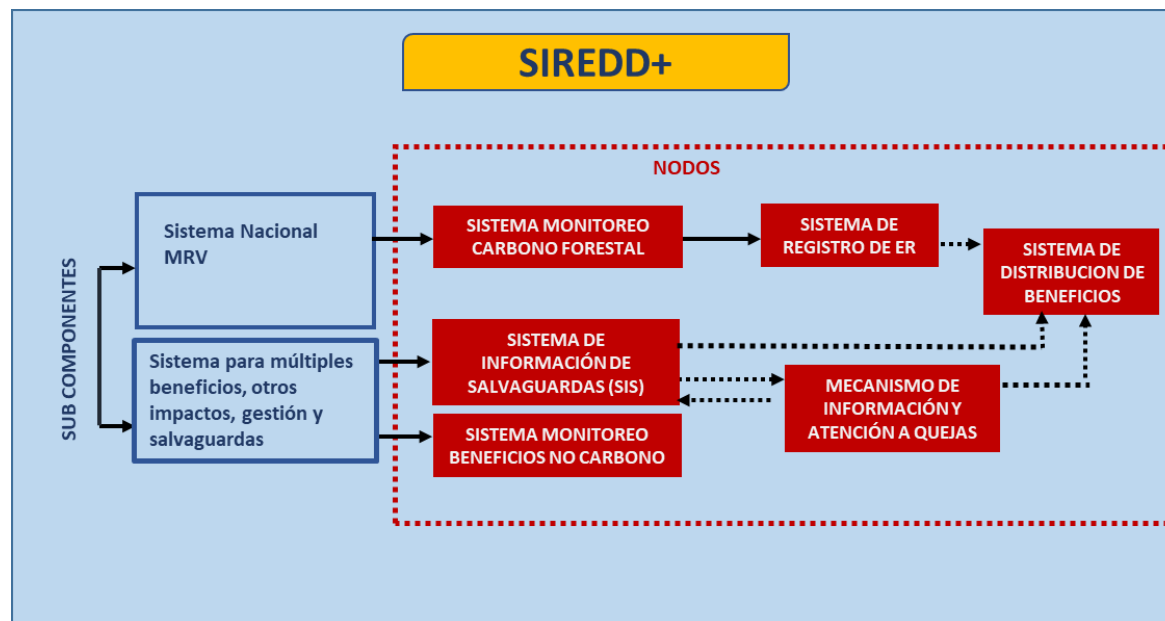 SIREDD+
NODOS
SUB COMPONENTES
Sistema Nacional
MRV
Sistema para múltiples
beneficios, otros
impactos, gestión y
salvaguardas
SISTEMA MONITOREO
CARBONO FORESTAL
SISTEMA DE
REGISTRO DE ER
SISTEMA DE
DISTRIBUCION DE
BENEFICIOS
SISTEMA DE
INFORMACIÓN DE
SALVAGUARDAS (SIS)
MECANISMO DE
INFORMACIÓN Y
ATENCIÓN A QUEJAS
SISTEMA MONITOREO
BENEFICIOS NO CARBONO